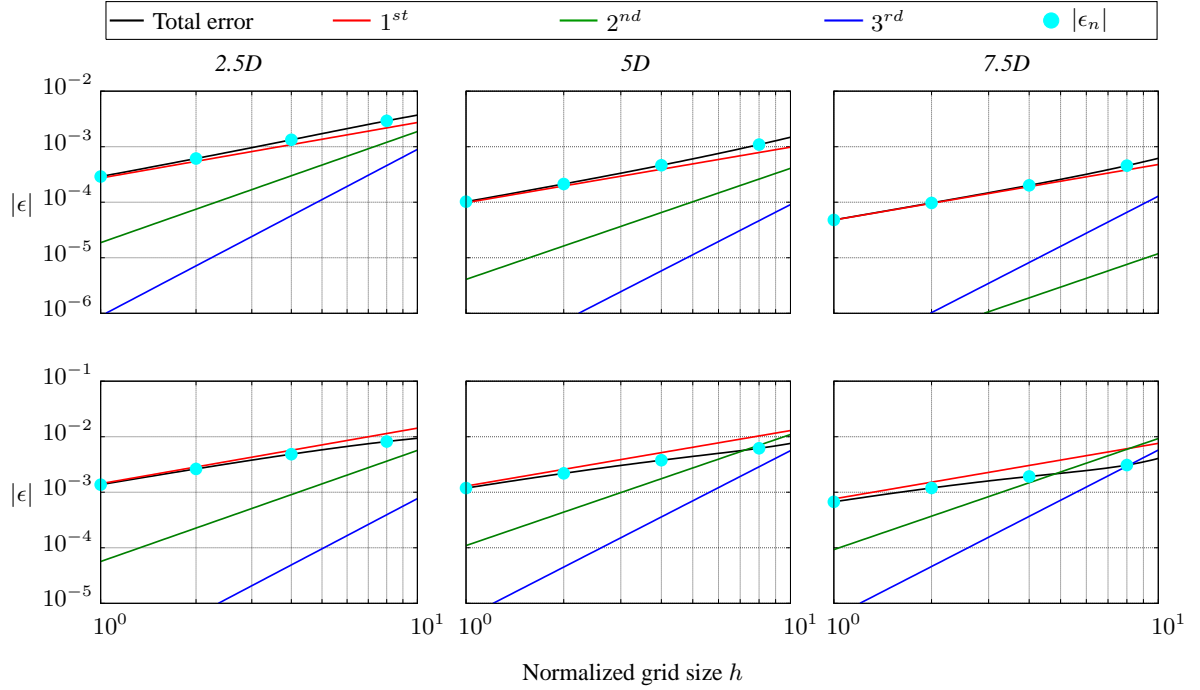 Total error 1^{st} 2^{nd} 3^{rd} |ϵ_n|
2.5D 5D 7.5D
10^{-2}
10^{-3}
10^{-4}
10^{-5}
10^{-6}
|ϵ|
10^{-1}
10^{-2}
10^{-3}
10^{-4}
10^{-5}
|ϵ|
10^0 10^1 10^0 10^1 10^0 10^1
Normalized grid size h